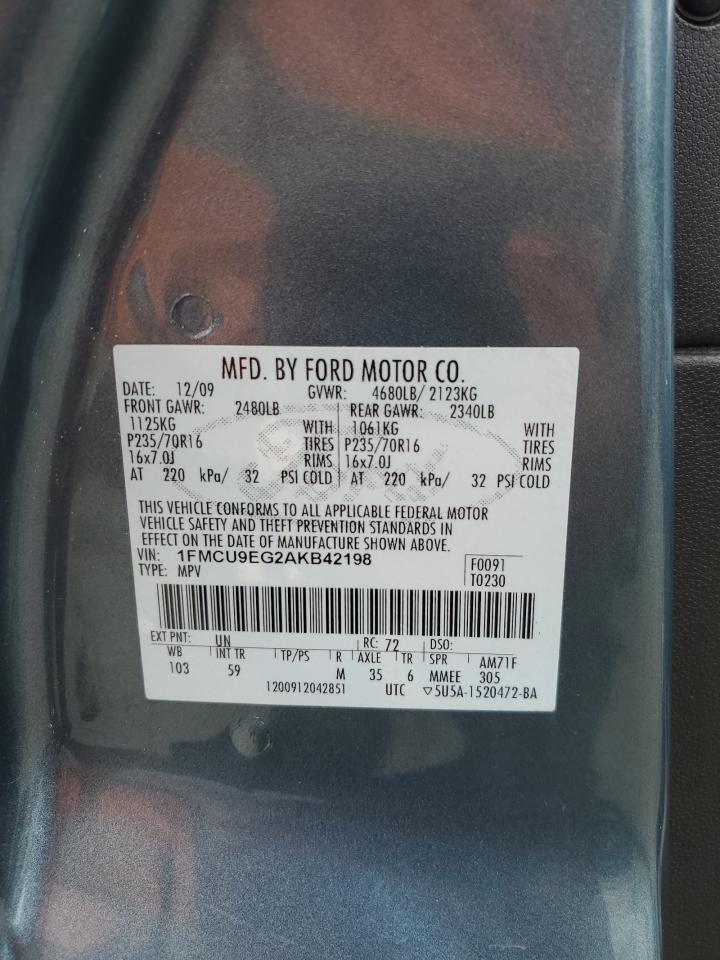 MFD. BY FORD MOTOR CO.
DATE: 12/09 GVWR: 4680LB/ 2123KG
FRONT GAWR: 2480LB REAR GAWR: 2340LB
1125KG WITH 1061KG WITH
P235/70R16 TIRES P235/70R16 TIRES
16x7.0J RIMS 16x7.0J RIMS
AT 220 kPa/ 32 PSI COLD AT 220 kPa/ 32 PSI COLD
THIS VEHICLE CONFORMS TO ALL APPLICABLE FEDERAL MOTOR
VEHICLE SAFETY AND THEFT PREVENTION STANDARDS IN
EFFECT ON THE DATE OF MANUFACTURE SHOWN ABOVE.
VIN: 1FMCU9EG2AKB42198 F0091
TYPE: MPV T0230
EXT PNT: UN RC: 72 DSO:
WB INT TR TP/PS R AXLE TR SPR AM71F
103 59 M 35 6 MMEE 305
1200912042851 UTC ▽5U5A-1520472-BA